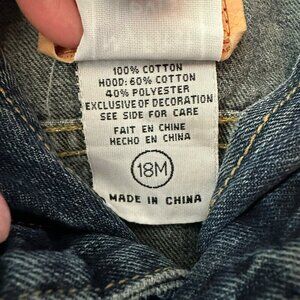 100% COTTON
HOOD: 60% COTTON
40% POLYESTER
EXCLUSIVE OF DECORATION
SEE SIDE FOR CARE
FAIT EN CHINE
HECHO EN CHINA
18M
MADE IN CHINA